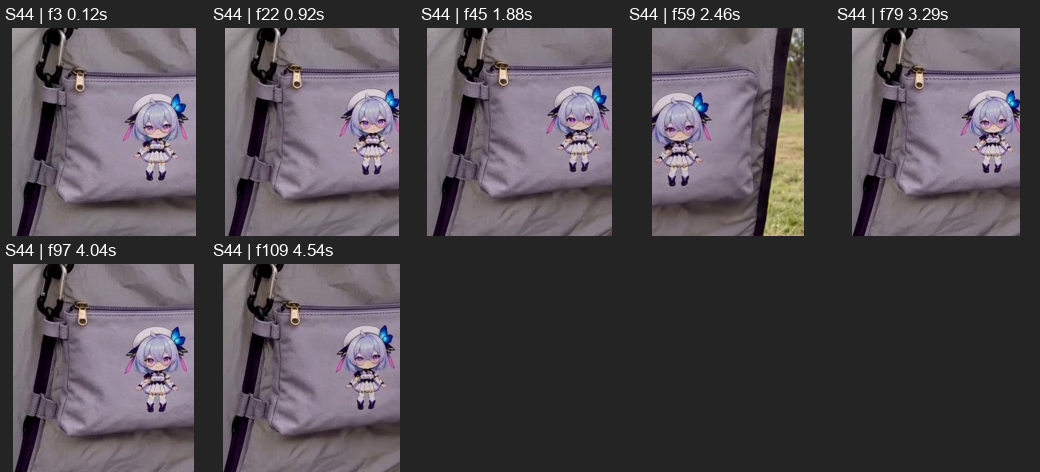 S44 | f3 0.12s
S44 | f22 0.92s
S44 | f45 1.88s
S44 | f59 2.46s
S44 | f79 3.29s
S44 | f97 4.04s
S44 | f109 4.54s